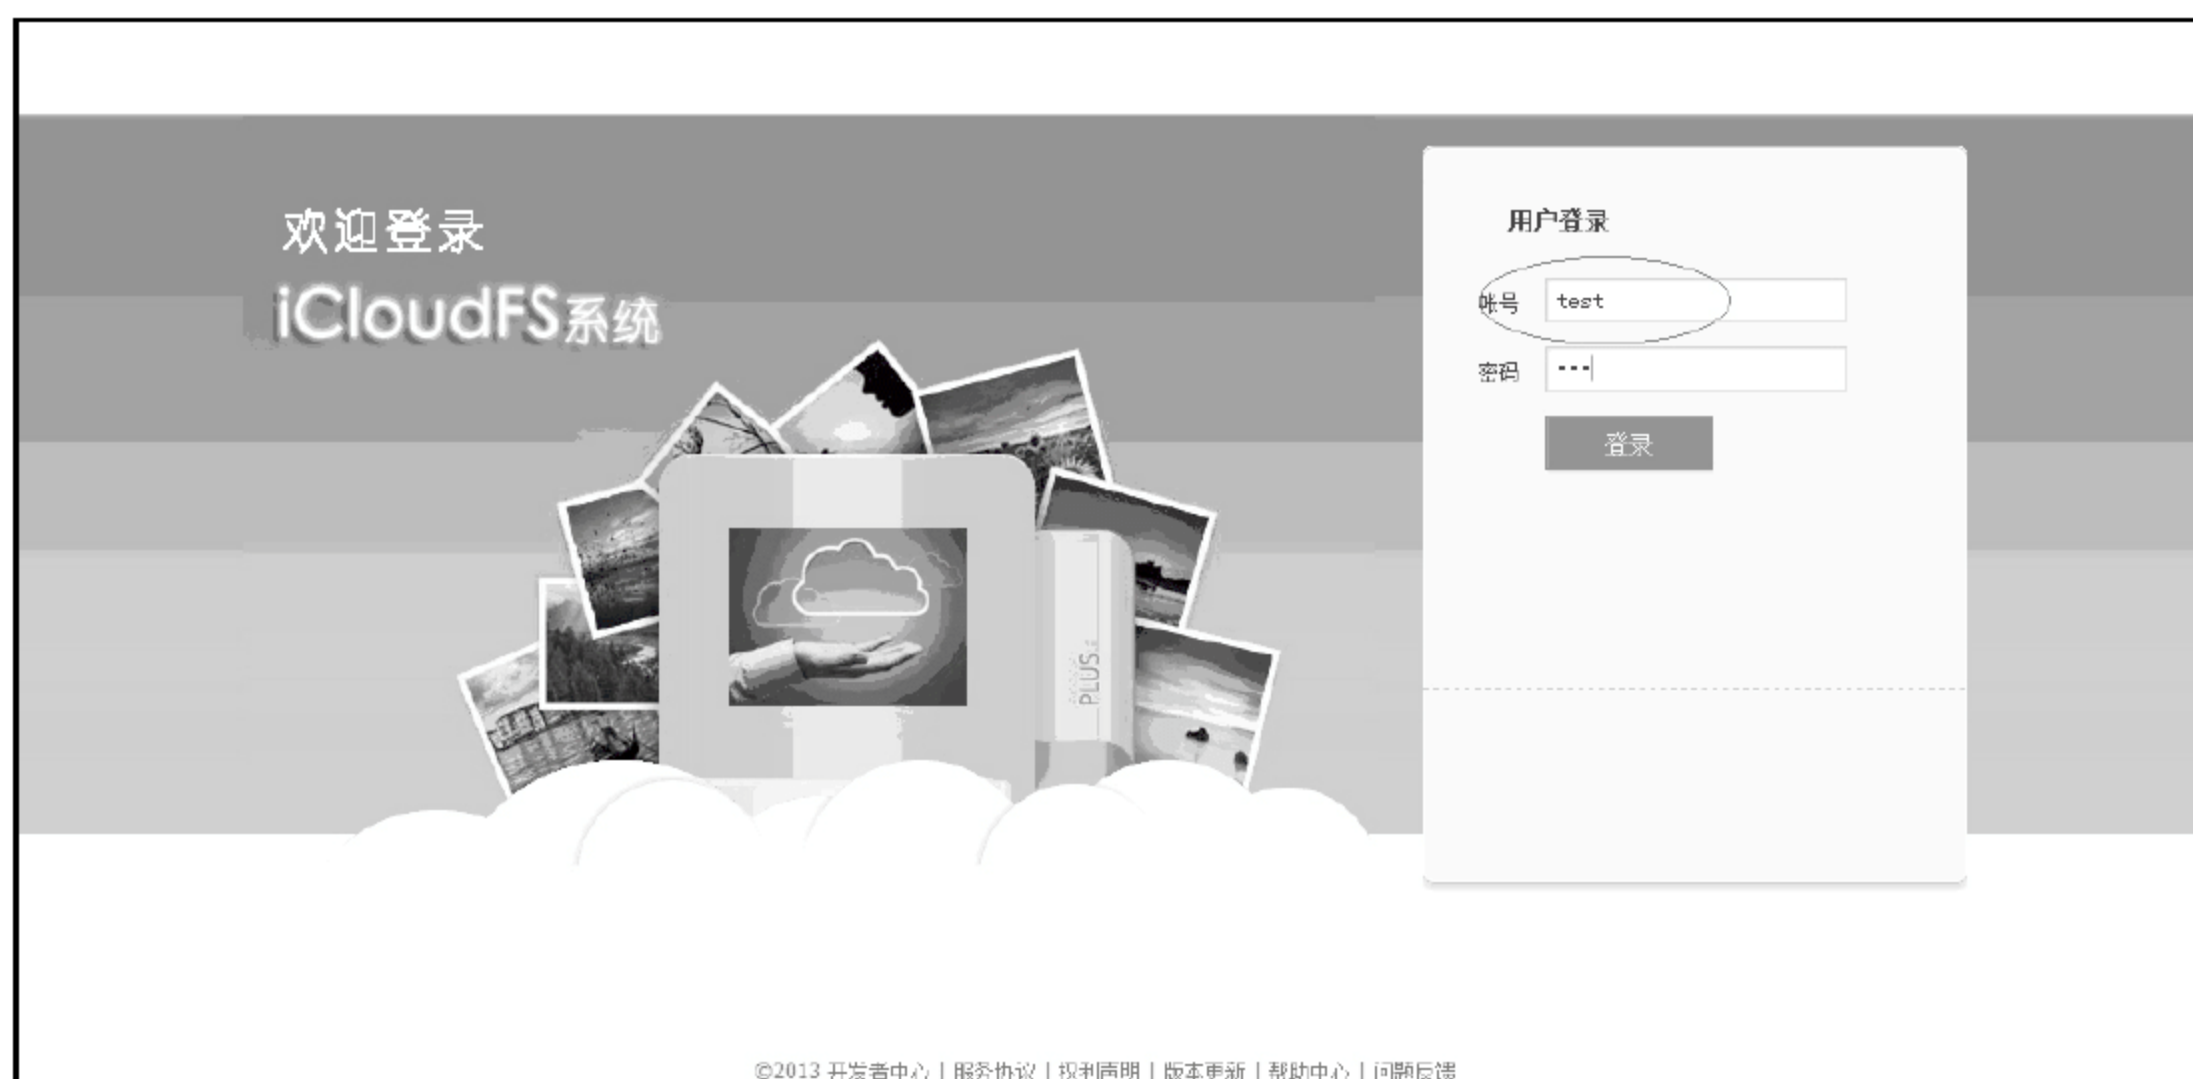 欢迎登录
iCloudFS系统
用户登录
帐号 test
密码 ---
登录
PLUS
©2013 开发者中心 | 服务协议 | 权利声明 | 版本更新 | 帮助中心 | 问题反馈